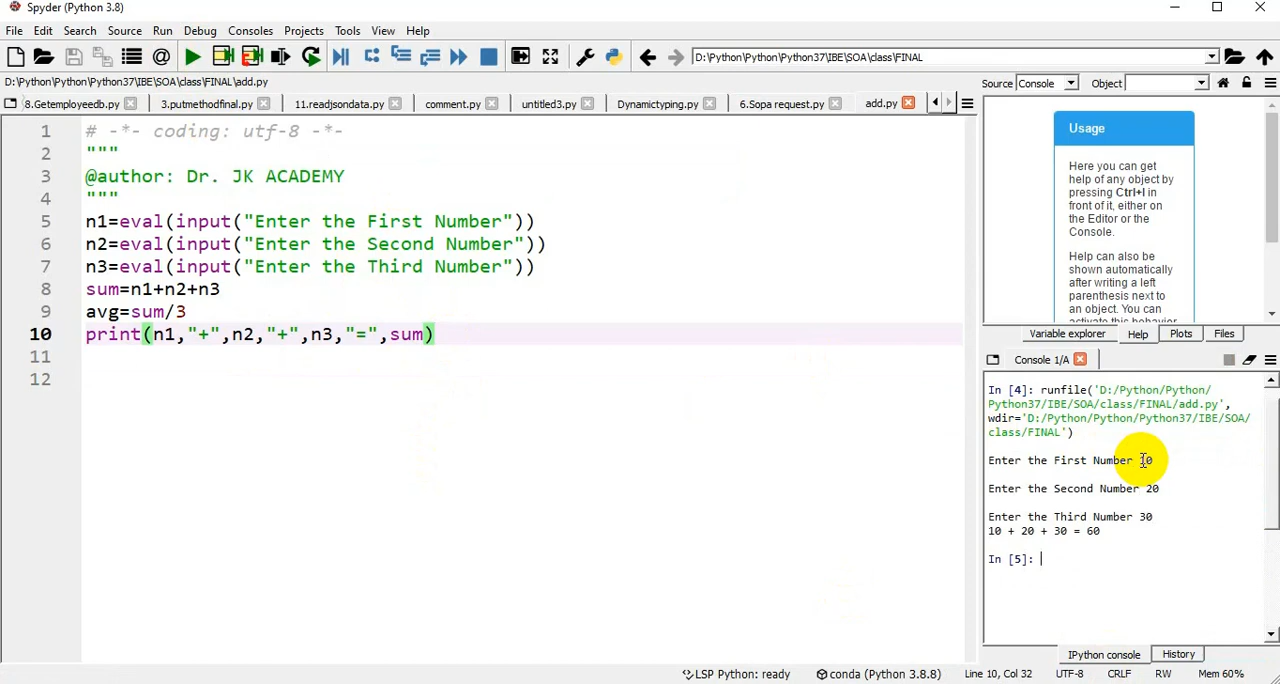 Spyder (Python 3.8)
File Edit Search Source Run Debug Consoles Projects Tools View Help
D:\Python\Python\Python37\IBE\SOA\class\FINAL
D:\Python\Python\Python37\IBE\SOA\class\FINAL\add.py
8.Getemployeedb.py 3.putmethodfinal.py 11.readjsondata.py comment.py untitled3.py Dynamictyping.py 6.Sopa request.py add.py
1 # -*- coding: utf-8 -*-
2 """
3 @author: Dr. JK ACADEMY
4 """
5 n1=eval(input("Enter the First Number"))
6 n2=eval(input("Enter the Second Number"))
7 n3=eval(input("Enter the Third Number"))
8 sum=n1+n2+n3
9 avg=sum/3
10 print(n1,"+",n2,"+",n3,"=",sum)
11
12
Source Console Object
Usage
Here you can get
help of any object by
pressing Ctrl+I in
front of it, either on
the Editor or the
Console.
Help can also be
shown automatically
after writing a left
parenthesis next to
an object. You can
activate this behavior
Variable explorer Help Plots Files
Console 1/A
In [4]: runfile('D:/Python/Python/
Python37/IBE/SOA/class/FINAL/add.py',
wdir='D:/Python/Python/Python37/IBE/SOA/
class/FINAL')
Enter the First Number 10
Enter the Second Number 20
Enter the Third Number 30
10 + 20 + 30 = 60
In [5]:
IPython console History
LSP Python: ready conda (Python 3.8.8) Line 10, Col 32 UTF-8 CRLF RW Mem 60%